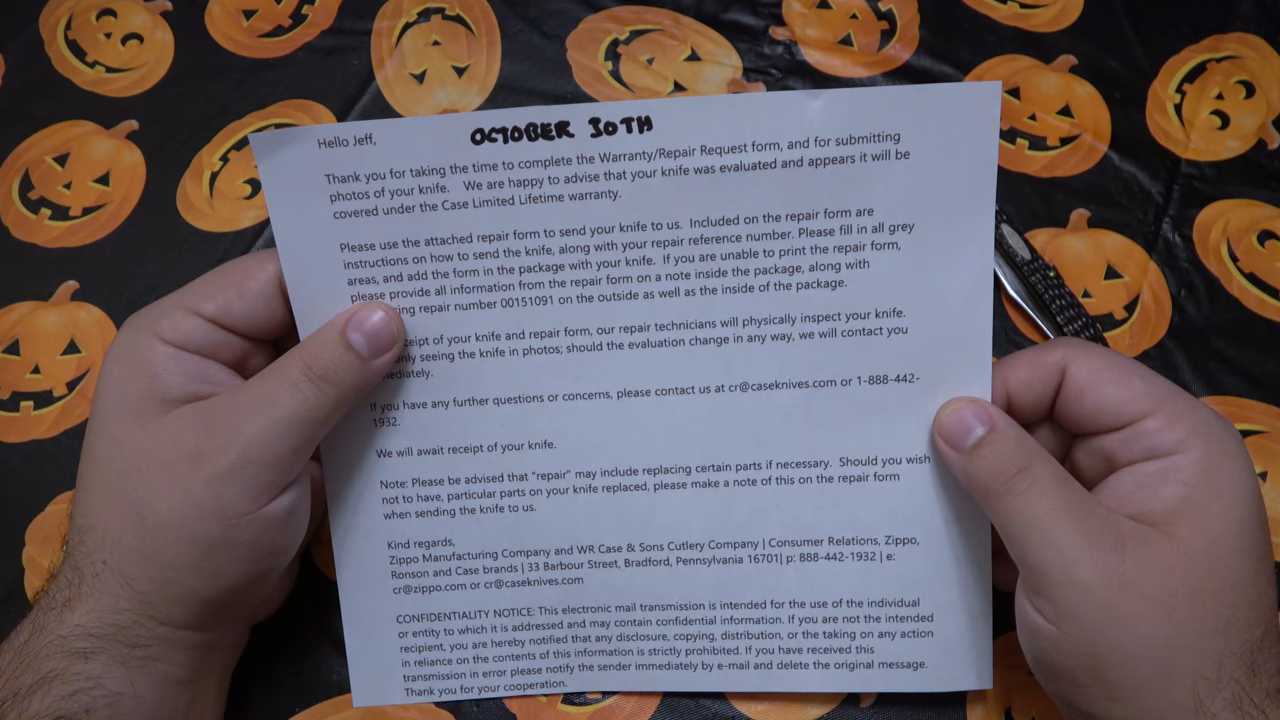 OCTOBER 30TH
Hello Jeff,
Thank you for taking the time to complete the Warranty/Repair Request form, and for submitting
photos of your knife. We are happy to advise that your knife was evaluated and appears it will be
covered under the Case Limited Lifetime warranty.
Please use the attached repair form to send your knife to us. Included on the repair form are
instructions on how to send the knife, along with your repair reference number. Please fill in all grey
areas, and add the form in the package with your knife. If you are unable to print the repair form,
please provide all information from the repair form on a note inside the package, along with
repair number 00151091 on the outside as well as the inside of the package.
of your knife and repair form, our repair technicians will physically inspect your knife.
seeing the knife in photos; should the evaluation change in any way, we will contact you
If you have any further questions or concerns, please contact us at cr@caseknives.com or 1-888-442-
1932.
We will await receipt of your knife.
Note: Please be advised that "repair" may include replacing certain parts if necessary. Should you wish
not to have, particular parts on your knife replaced, please make a note of this on the repair form
when sending the knife to us.
Kind regards,
Zippo Manufacturing Company and WR Case & Sons Cutlery Company | Consumer Relations, Zippo,
Ronson and Case brands | 33 Barbour Street, Bradford, Pennsylvania 16701| p: 888-442-1932 | e:
cr@zippo.com or cr@caseknives.com
CONFIDENTIALITY NOTICE: This electronic mail transmission is intended for the use of the individual
or entity to which it is addressed and may contain confidential information. If you are not the intended
recipient, you are hereby notified that any disclosure, copying, distribution, or the taking on any action
in reliance on the contents of this information is strictly prohibited. If you have received this
transmission in error please notify the sender immediately by e-mail and delete the original message.
Thank you for your cooperation.